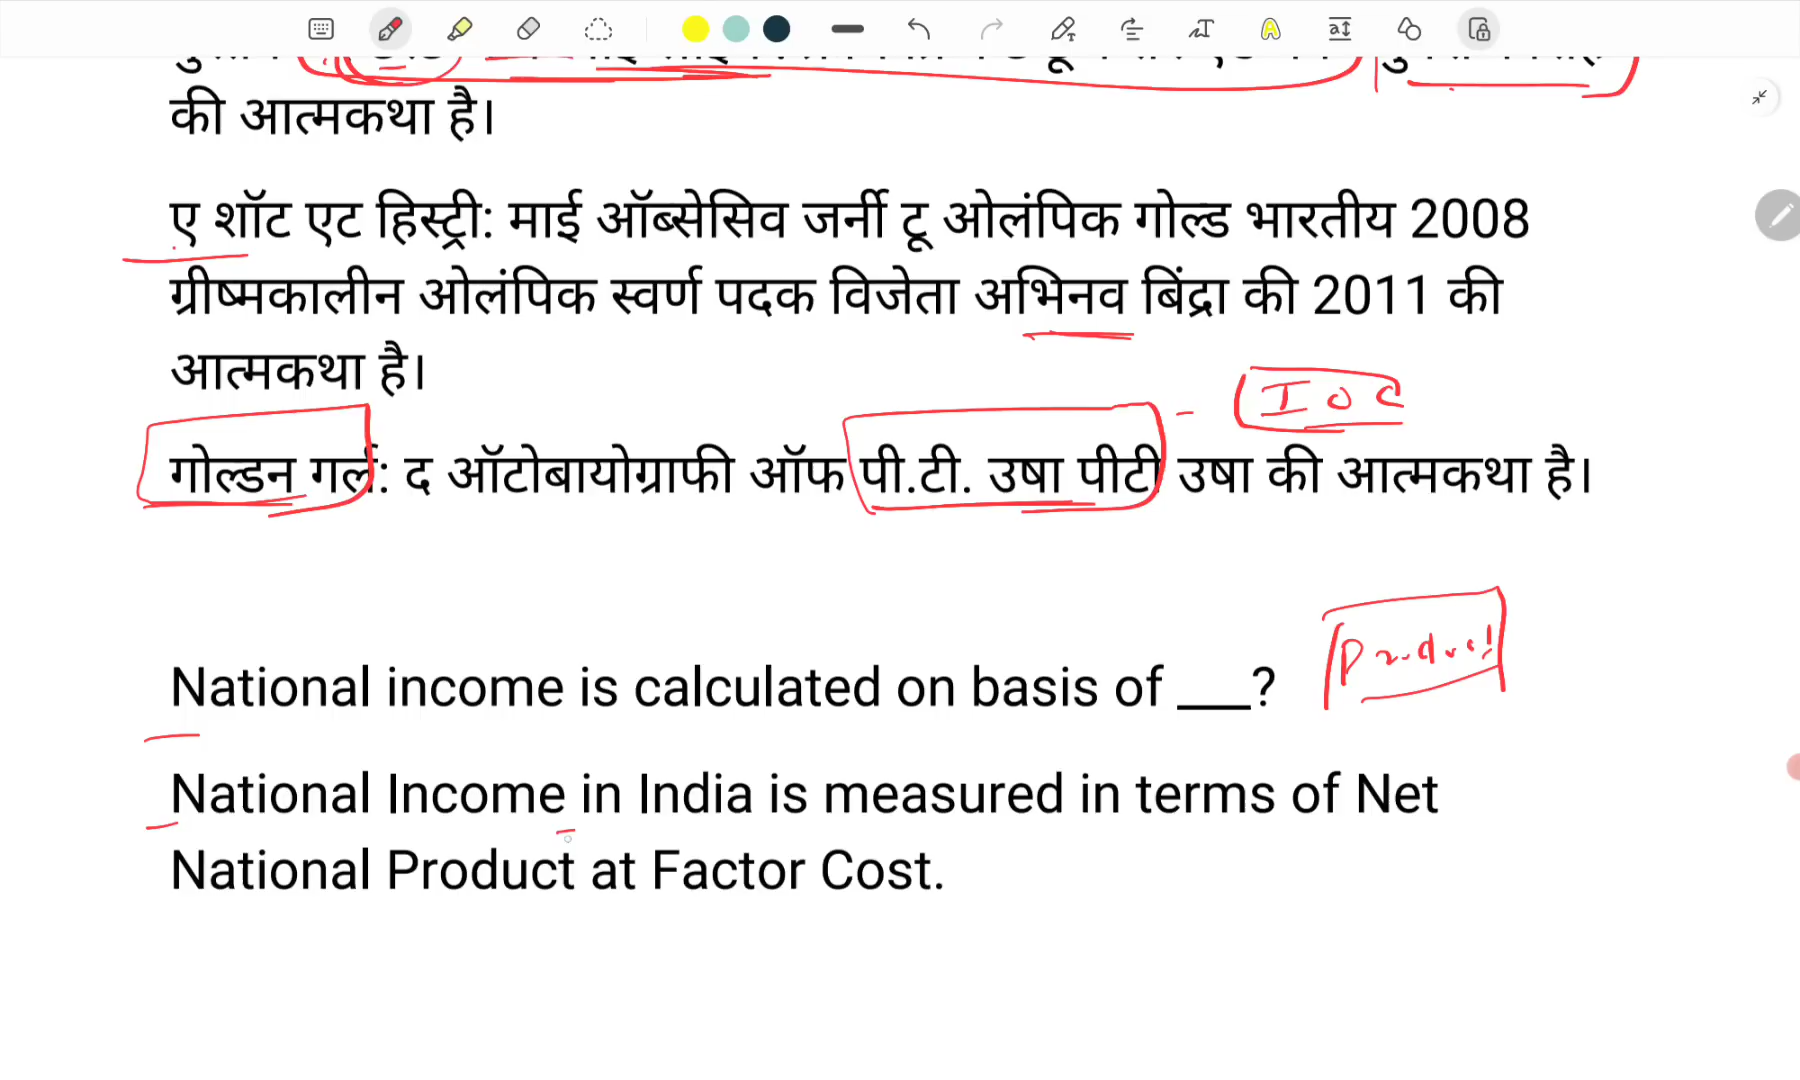 की आत्मकथा है।
ए शॉट एट हिस्ट्री: माई ऑब्सेसिव जर्नी टू ओलंपिक गोल्ड भारतीय 2008
ग्रीष्मकालीन ओलंपिक स्वर्ण पदक विजेता अभिनव बिंद्रा की 2011 की
आत्मकथा है।
IOC
गोल्डन गर्ल: द ऑटोबायोग्राफी ऑफ पी.टी. उषा पीटी उषा की आत्मकथा है।
Product
National income is calculated on basis of ___?
National Income in India is measured in terms of Net
National Product at Factor Cost.